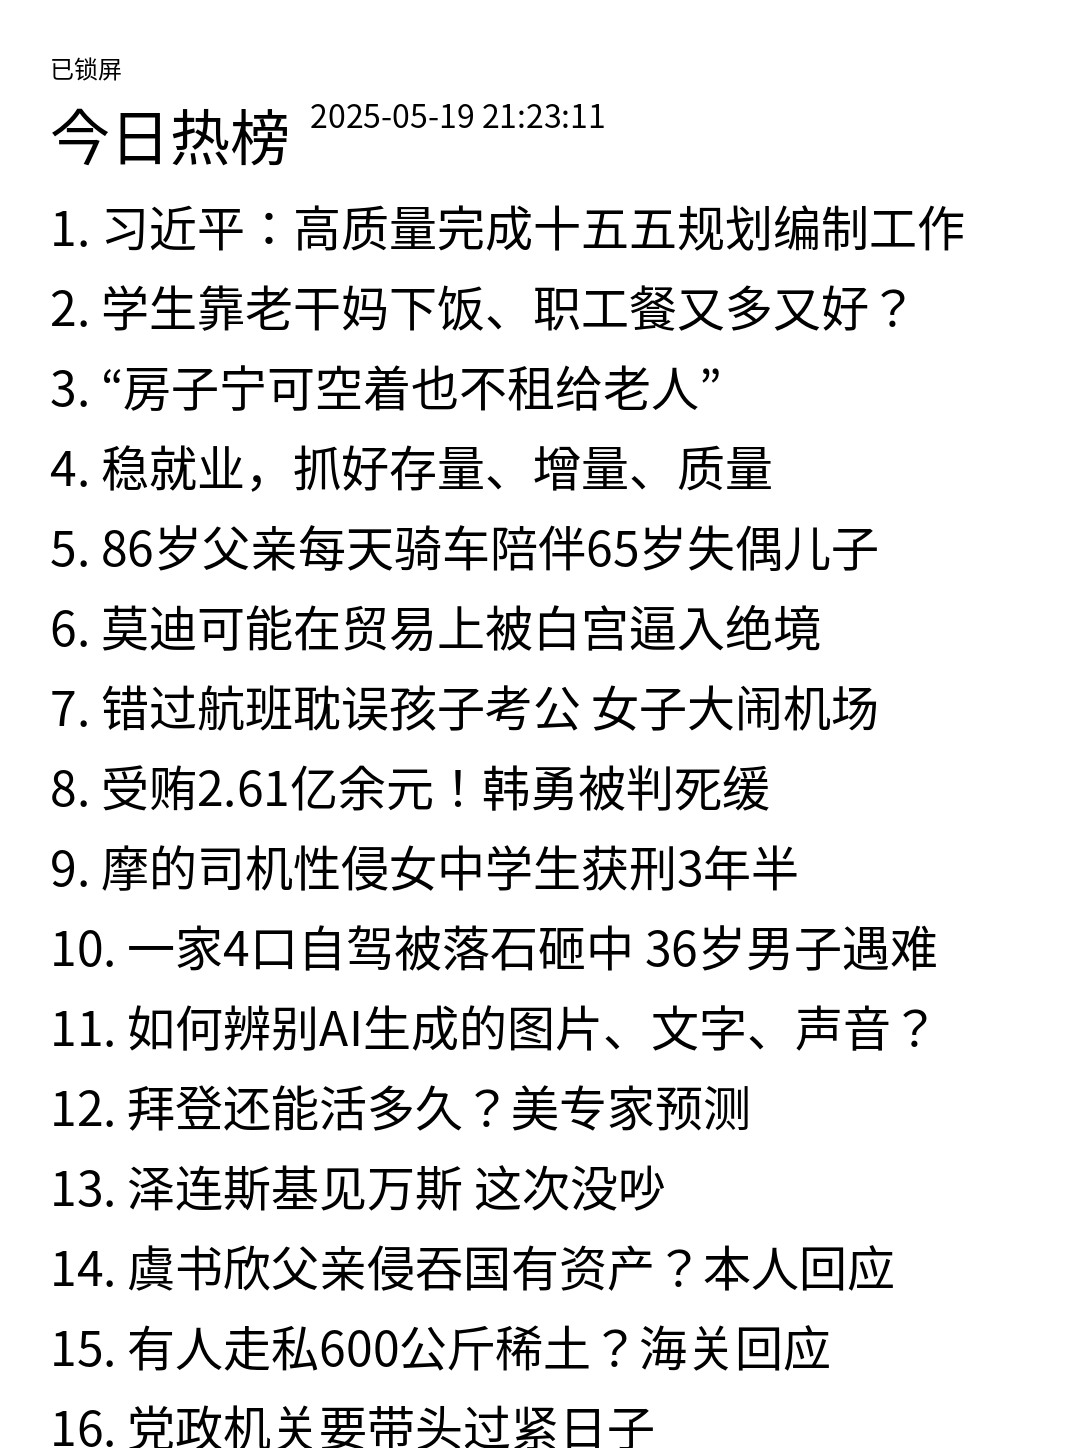 已锁屏
今日热榜 2025-05-19 21:23:11
1. 习近平：高质量完成十五五规划编制工作
2. 学生靠老干妈下饭、职工餐又多又好？
3. “房子宁可空着也不租给老人”
4. 稳就业，抓好存量、增量、质量
5. 86岁父亲每天骑车陪伴65岁失偶儿子
6. 莫迪可能在贸易上被白宫逼入绝境
7. 错过航班耽误孩子考公 女子大闹机场
8. 受贿2.61亿余元！韩勇被判死缓
9. 摩的司机性侵女中学生获刑3年半
10. 一家4口自驾被落石砸中 36岁男子遇难
11. 如何辨别AI生成的图片、文字、声音？
12. 拜登还能活多久？美专家预测
13. 泽连斯基见万斯 这次没吵
14. 虞书欣父亲侵吞国有资产？本人回应
15. 有人走私600公斤稀土？海关回应
16. 党政机关要带头过紧日子